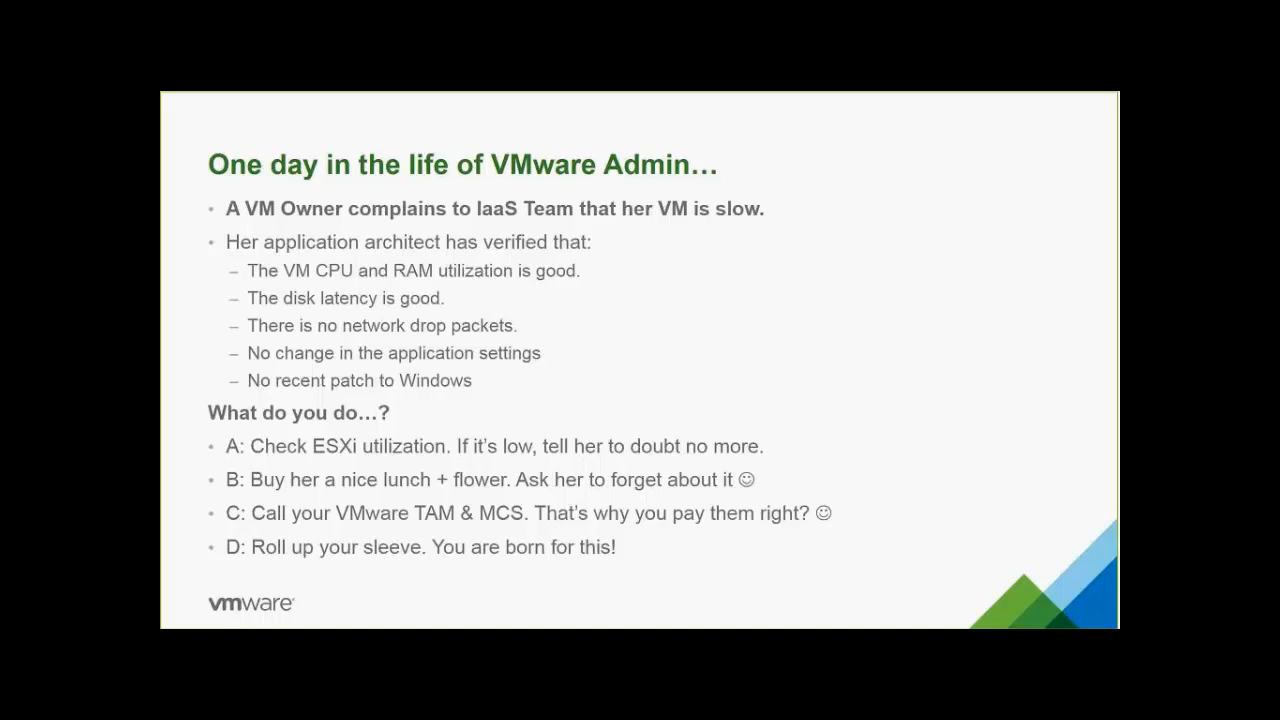 One day in the life of VMware Admin…
• A VM Owner complains to IaaS Team that her VM is slow.
• Her application architect has verified that:
– The VM CPU and RAM utilization is good.
– The disk latency is good.
– There is no network drop packets.
– No change in the application settings
– No recent patch to Windows
What do you do…?
• A: Check ESXi utilization. If it’s low, tell her to doubt no more.
• B: Buy her a nice lunch + flower. Ask her to forget about it ☺
• C: Call your VMware TAM & MCS. That’s why you pay them right? ☺
• D: Roll up your sleeve. You are born for this!
vmware